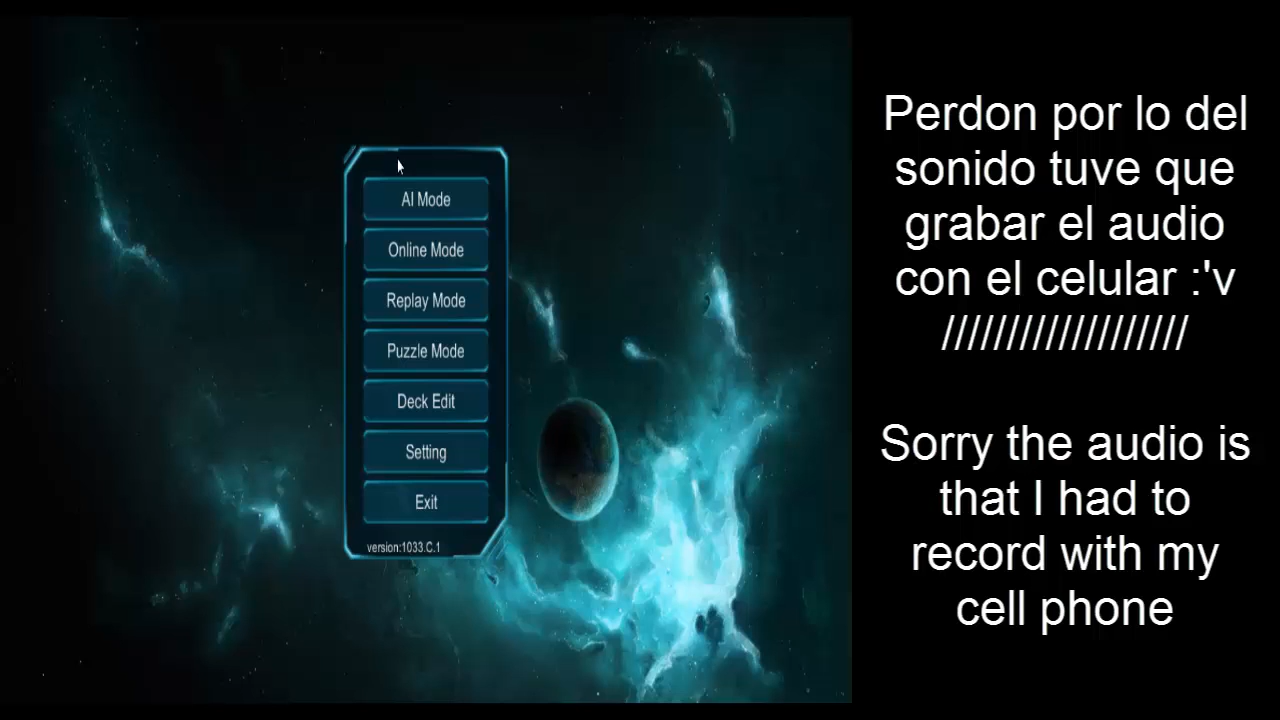 AI Mode
Online Mode
Replay Mode
Puzzle Mode
Deck Edit
Setting
Exit
version:1033.C.1
Perdon por lo del
sonido tuve que
grabar el audio
con el celular :'v
///////////////////
Sorry the audio is
that I had to
record with my
cell phone